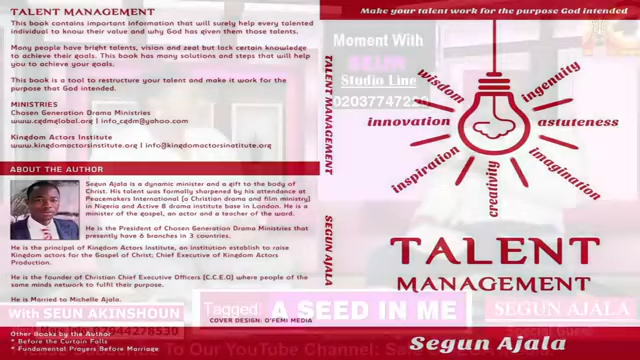 TALENT MANAGEMENT
This book contains important information that will surely help every talented
individual to know their value and why God has given them those talents.
Many people have bright talents, vision and zeal but lack certain knowledge
to achieve their goals. This book has many solutions and steps that will help
you to achieve your goals.
This book is a tool to restructure your talent and make it work for the
purpose that God intended.
MINISTRIES
Chosen Generation Drama Ministries
www.cgdmglobal.org | info_cgdm@yahoo.com
Kingdom Actors Institute
www.kingdomactorsinstitute.org | info@kingdomactorsinstitute.org
ABOUT THE AUTHOR
Segun Ajala is a dynamic minister and a gift to the body of
Christ. His talent was formally sharpened by his attendance at
Peacemakers International [a Christian drama and film ministry]
in Nigeria and Active 8 drama institute base in London. He is a
minister of the gospel, an actor and a teacher of the word.
He is the President of Chosen Generation Drama Ministries that
presently have 6 branches in 3 countries.
He is the principal of Kingdom Actors Institute, an institution establish to raise
Kingdom actors for the Gospel of Christ; Chief Executive of Kingdom Actors
Production.
He is the founder of Christian Chief Executive Officers [C.C.E.O] where people of the
same minds network to fulfil their purpose.
He is Married to Michelle Ajala.
Other Books by the Author
* Before the Curtain Falls
* Fundamental Prayers Before Marriage
COVER DESIGN: D'FEMI MEDIA
TALENT MANAGEMENT
SEGUN AJALA
Make your talent work for the purpose God intended
Moment With
Studio Line
02037747220
wisdom
ingenuity
innovation
astuteness
inspiration
creativity
imagination
TALENT
MANAGEMENT
Segun Ajala
With SEUN AKINSHOUN
Tagged:
A SEED IN ME
SEGUN AJALA
To Our YouTube Channel: